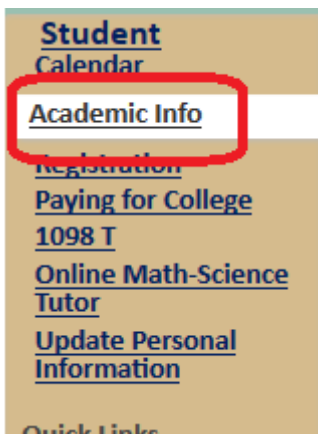 Student
Calendar
Academic Info
Registration
Paying for College
1098 T
Online Math-Science
Tutor
Update Personal
Information
Quick Links